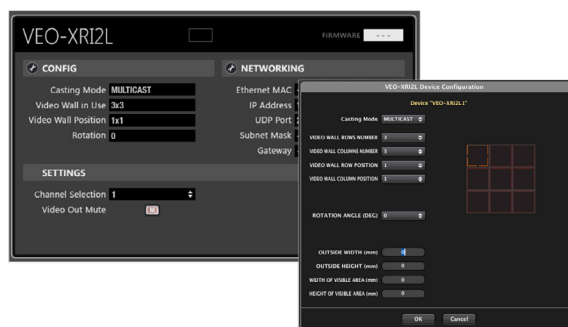 VEO-XRI2L
FIRMWARE ---
CONFIG
Casting Mode MULTICAST
Video Wall in Use 3x3
Video Wall Position 1x1
Rotation 0
SETTINGS
Channel Selection 1
Video Out Mute M
NETWORKING
Ethernet MAC
IP Address
UDP Port
Subnet Mask
Gateway
VEO-XRI2L Device Configuration
Device "VEO-XRI2L1"
Casting Mode MULTICAST
VIDEO WALL ROWS NUMBER 3
VIDEO WALL COLUMNS NUMBER 3
VIDEO WALL ROW POSITION 1
VIDEO WALL COLUMN POSITION 1
ROTATION ANGLE (DEG) 0
OUTSIDE WIDTH (mm) 0
OUTSIDE HEIGHT (mm) 0
WIDTH OF VISIBLE AREA (mm) 0
HEIGHT OF VISIBLE AREA (mm) 0
OK Cancel